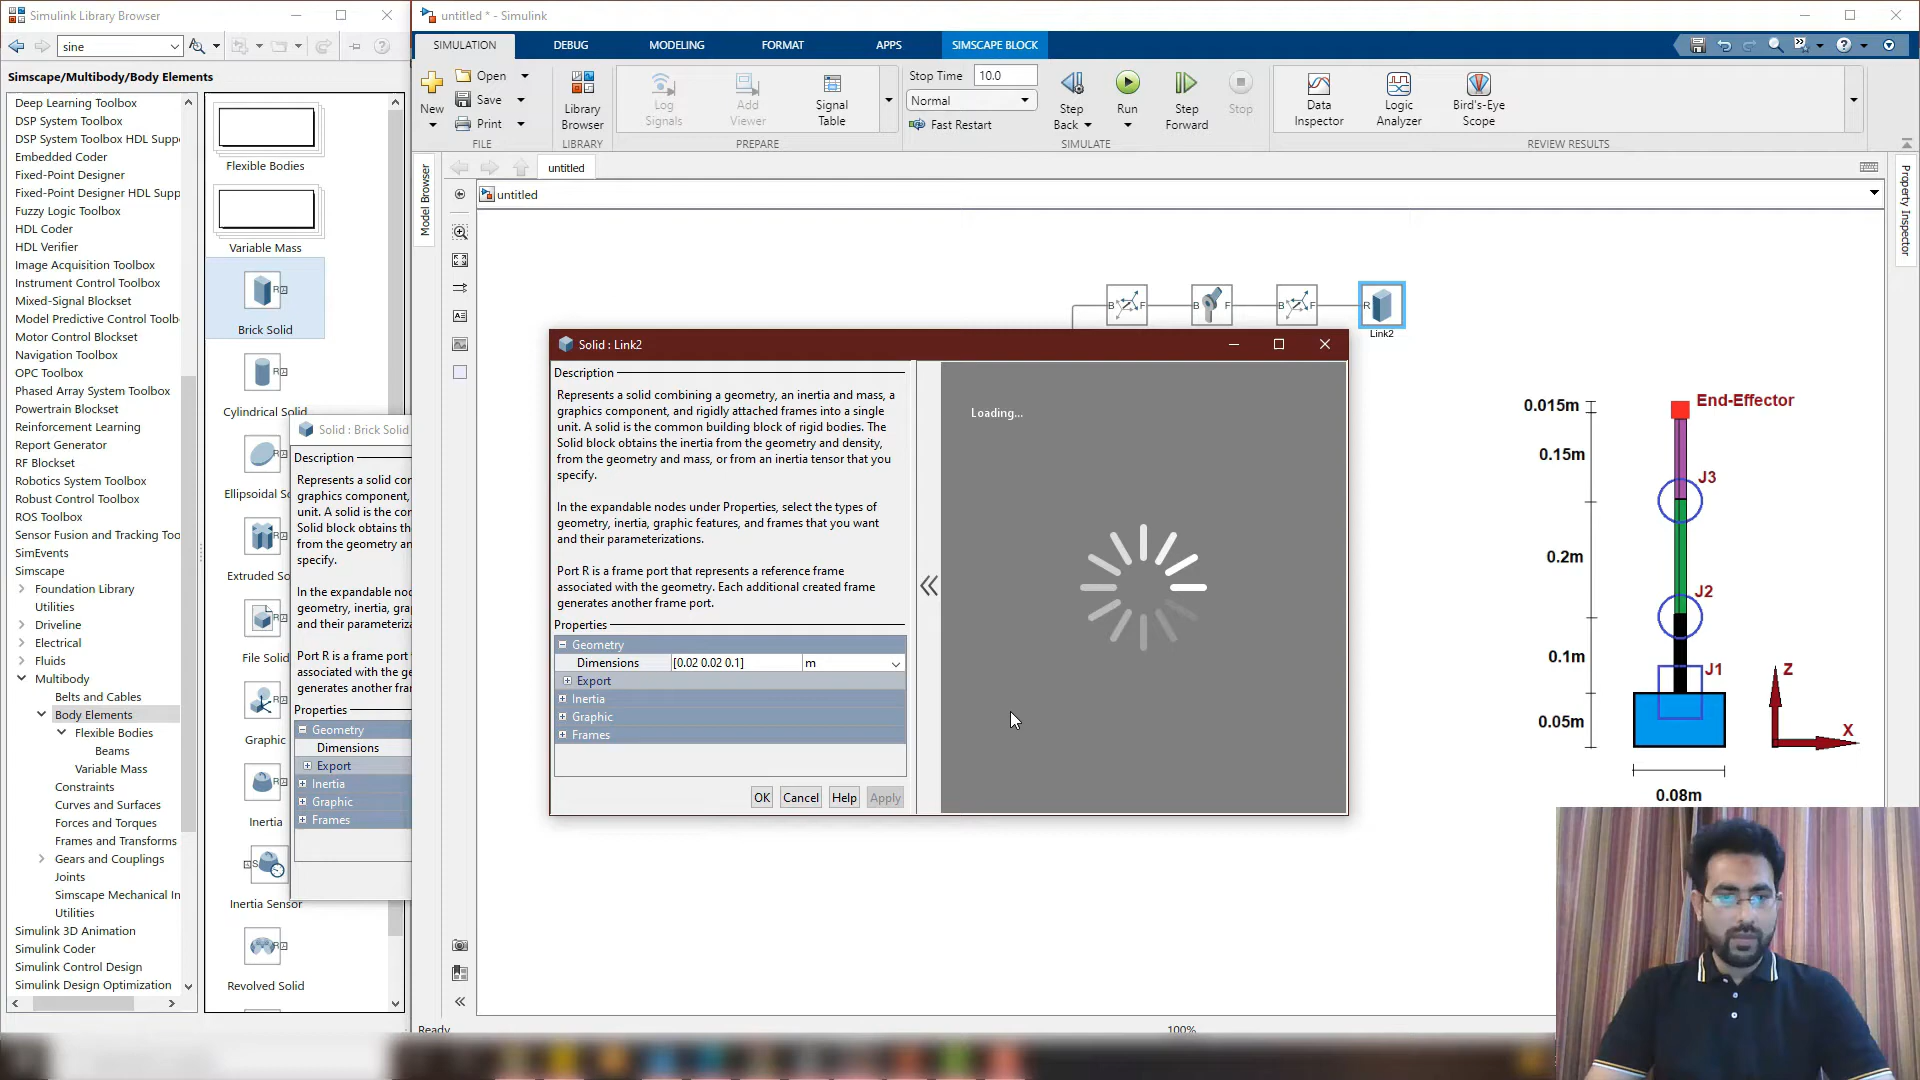 Simulink Library Browser
sine
Simscape/Multibody/Body Elements
Deep Learning Toolbox
DSP System Toolbox
DSP System Toolbox HDL Supp
Embedded Coder
Fixed-Point Designer
Fixed-Point Designer HDL Supp
Fuzzy Logic Toolbox
HDL Coder
HDL Verifier
Image Acquisition Toolbox
Instrument Control Toolbox
Mixed-Signal Blockset
Model Predictive Control Toolb
Motor Control Blockset
Navigation Toolbox
OPC Toolbox
Phased Array System Toolbox
Powertrain Blockset
Reinforcement Learning
Report Generator
RF Blockset
Robotics System Toolbox
Robust Control Toolbox
ROS Toolbox
Sensor Fusion and Tracking Too
SimEvents
Simscape
Foundation Library
Utilities
Driveline
Electrical
Fluids
Multibody
Belts and Cables
Body Elements
Flexible Bodies
Beams
Variable Mass
Constraints
Curves and Surfaces
Forces and Torques
Frames and Transforms
Gears and Couplings
Joints
Simscape Mechanical In
Utilities
Simulink 3D Animation
Simulink Coder
Simulink Control Design
Simulink Design Optimization
Flexible Bodies
Variable Mass
Brick Solid
Cylindrical Solid
Ellipsoidal So
Extruded So
File Solid
Graphic
Inertia
Inertia Sensor
Revolved Solid
Solid : Brick Solid
Description
Represents a solid con
graphics component,
unit. A solid is the con
Solid block obtains th
from the geometry an
specify.
In the expandable nod
geometry, inertia, gra
and their parameteriza
Port R is a frame port
associated with the ge
generates another fran
Properties
Geometry
Dimensions
Export
Inertia
Graphic
Frames
untitled * - Simulink
SIMULATION
DEBUG
MODELING
FORMAT
APPS
SIMSCAPE BLOCK
New
Open
Save
Print
FILE
Library
Browser
LIBRARY
Log
Signals
Add
Viewer
Signal
Table
PREPARE
Stop Time
10.0
Normal
Fast Restart
Step
Back
Run
Step
Forward
Stop
SIMULATE
Data
Inspector
Logic
Analyzer
Bird's-Eye
Scope
REVIEW RESULTS
Model Browser
untitled
untitled
Property Inspector
B
F
B
F
B
F
R
Link2
Solid : Link2
Description
Represents a solid combining a geometry, an inertia and mass, a
graphics component, and rigidly attached frames into a single
unit. A solid is the common building block of rigid bodies. The
Solid block obtains the inertia from the geometry and density,
from the geometry and mass, or from an inertia tensor that you
specify.
In the expandable nodes under Properties, select the types of
geometry, inertia, graphic features, and frames that you want
and their parameterizations.
Port R is a frame port that represents a reference frame
associated with the geometry. Each additional created frame
generates another frame port.
Properties
Geometry
Dimensions
[0.02 0.02 0.1]
m
Export
Inertia
Graphic
Frames
OK
Cancel
Help
Apply
Loading...
0.015m
End-Effector
0.15m
J3
0.2m
J2
0.1m
J1
Z
0.05m
X
0.08m
Ready
100%